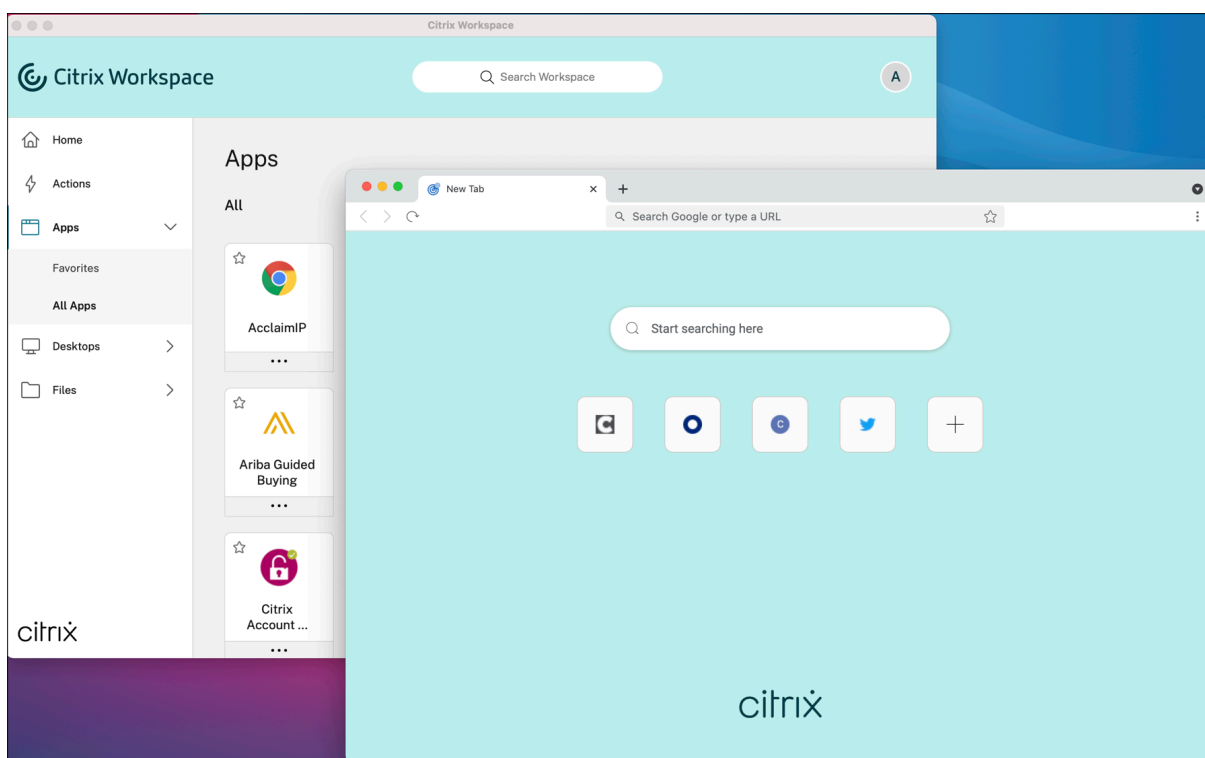 Citrix Workspace
Citrix Workspace
Search Workspace
A
Home
Actions
Apps
Favorites
All Apps
Desktops
Files
citrix
Apps
All
AcclaimIP
Ariba Guided
Buying
Citrix
Account ...
New Tab
Search Google or type a URL
Start searching here
C
C
citrix